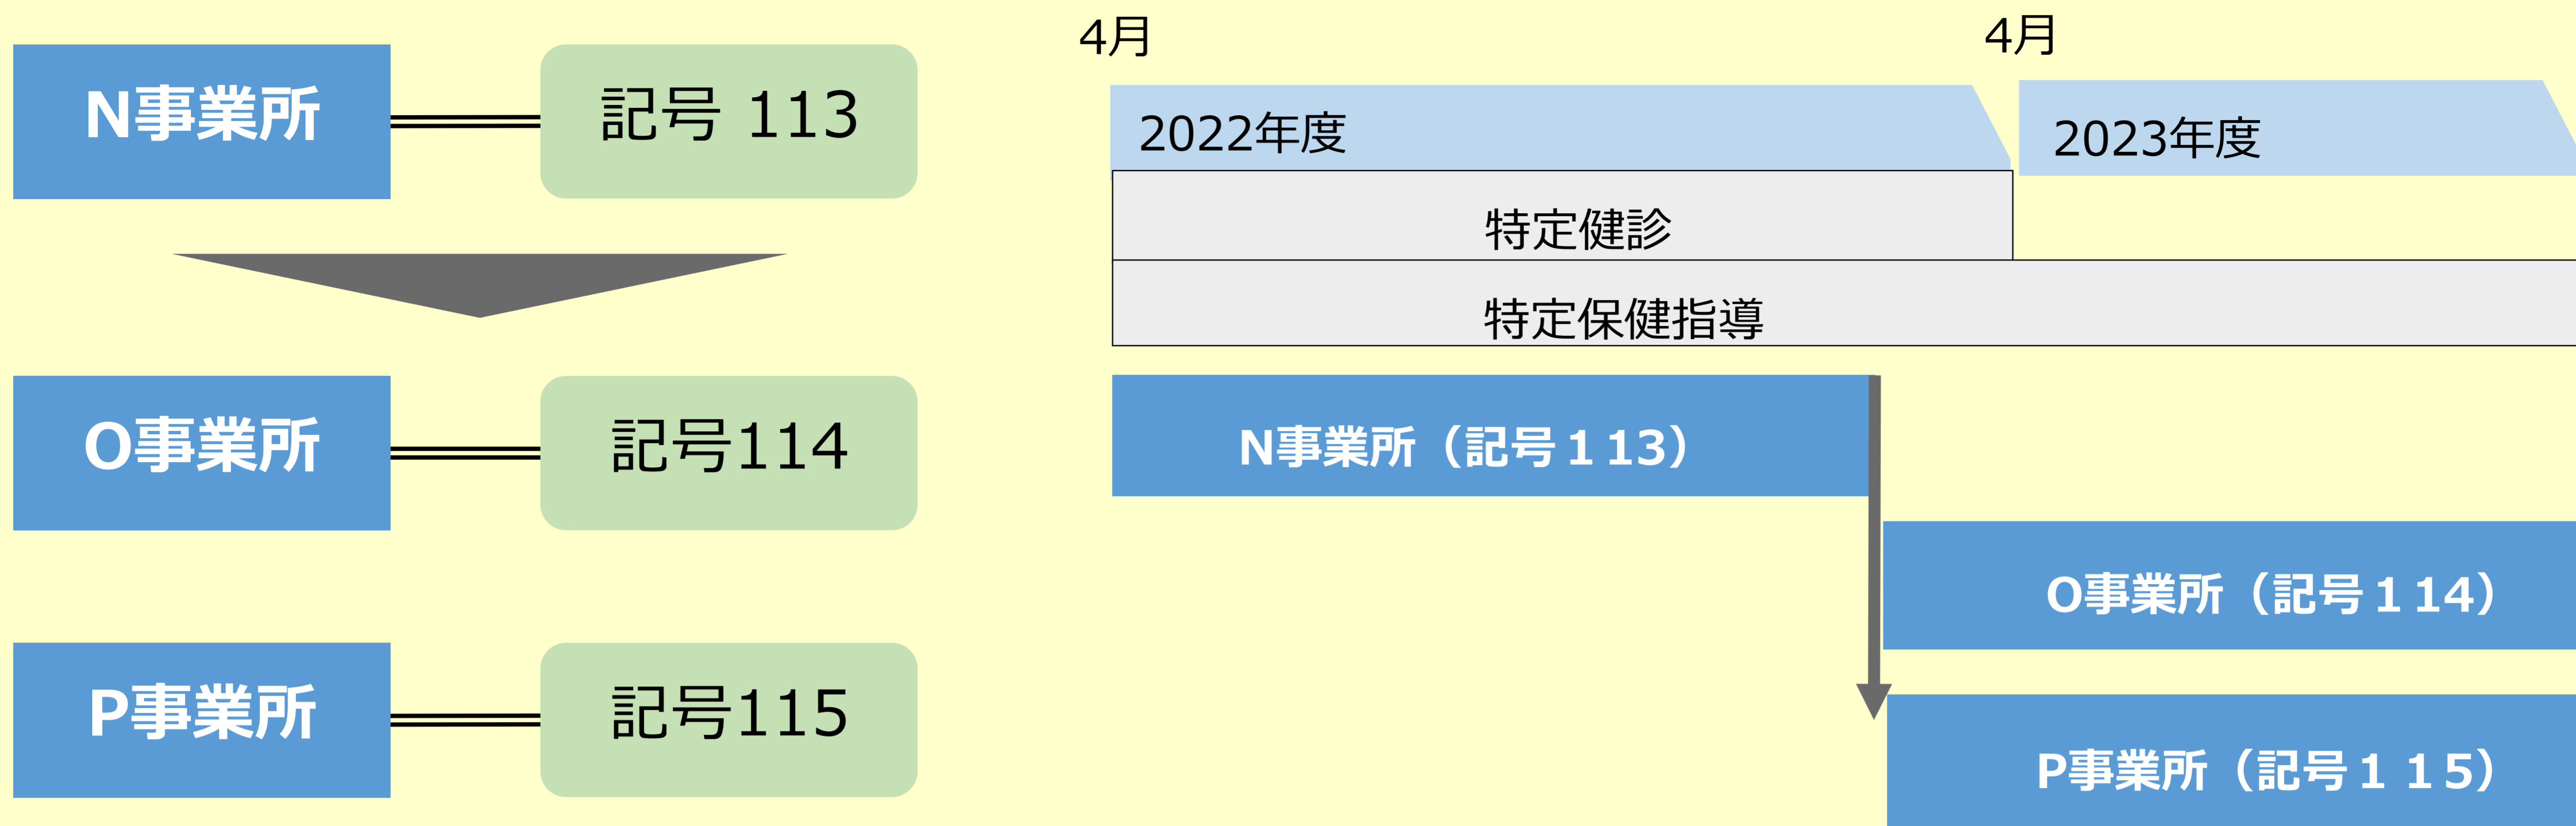 N事業所
記号 113
O事業所
記号114
P事業所
記号115
4月
4月
2022年度
2023年度
特定健診
特定保健指導
N事業所（記号１１3）
O事業所（記号１１4）
P事業所（記号１１５）